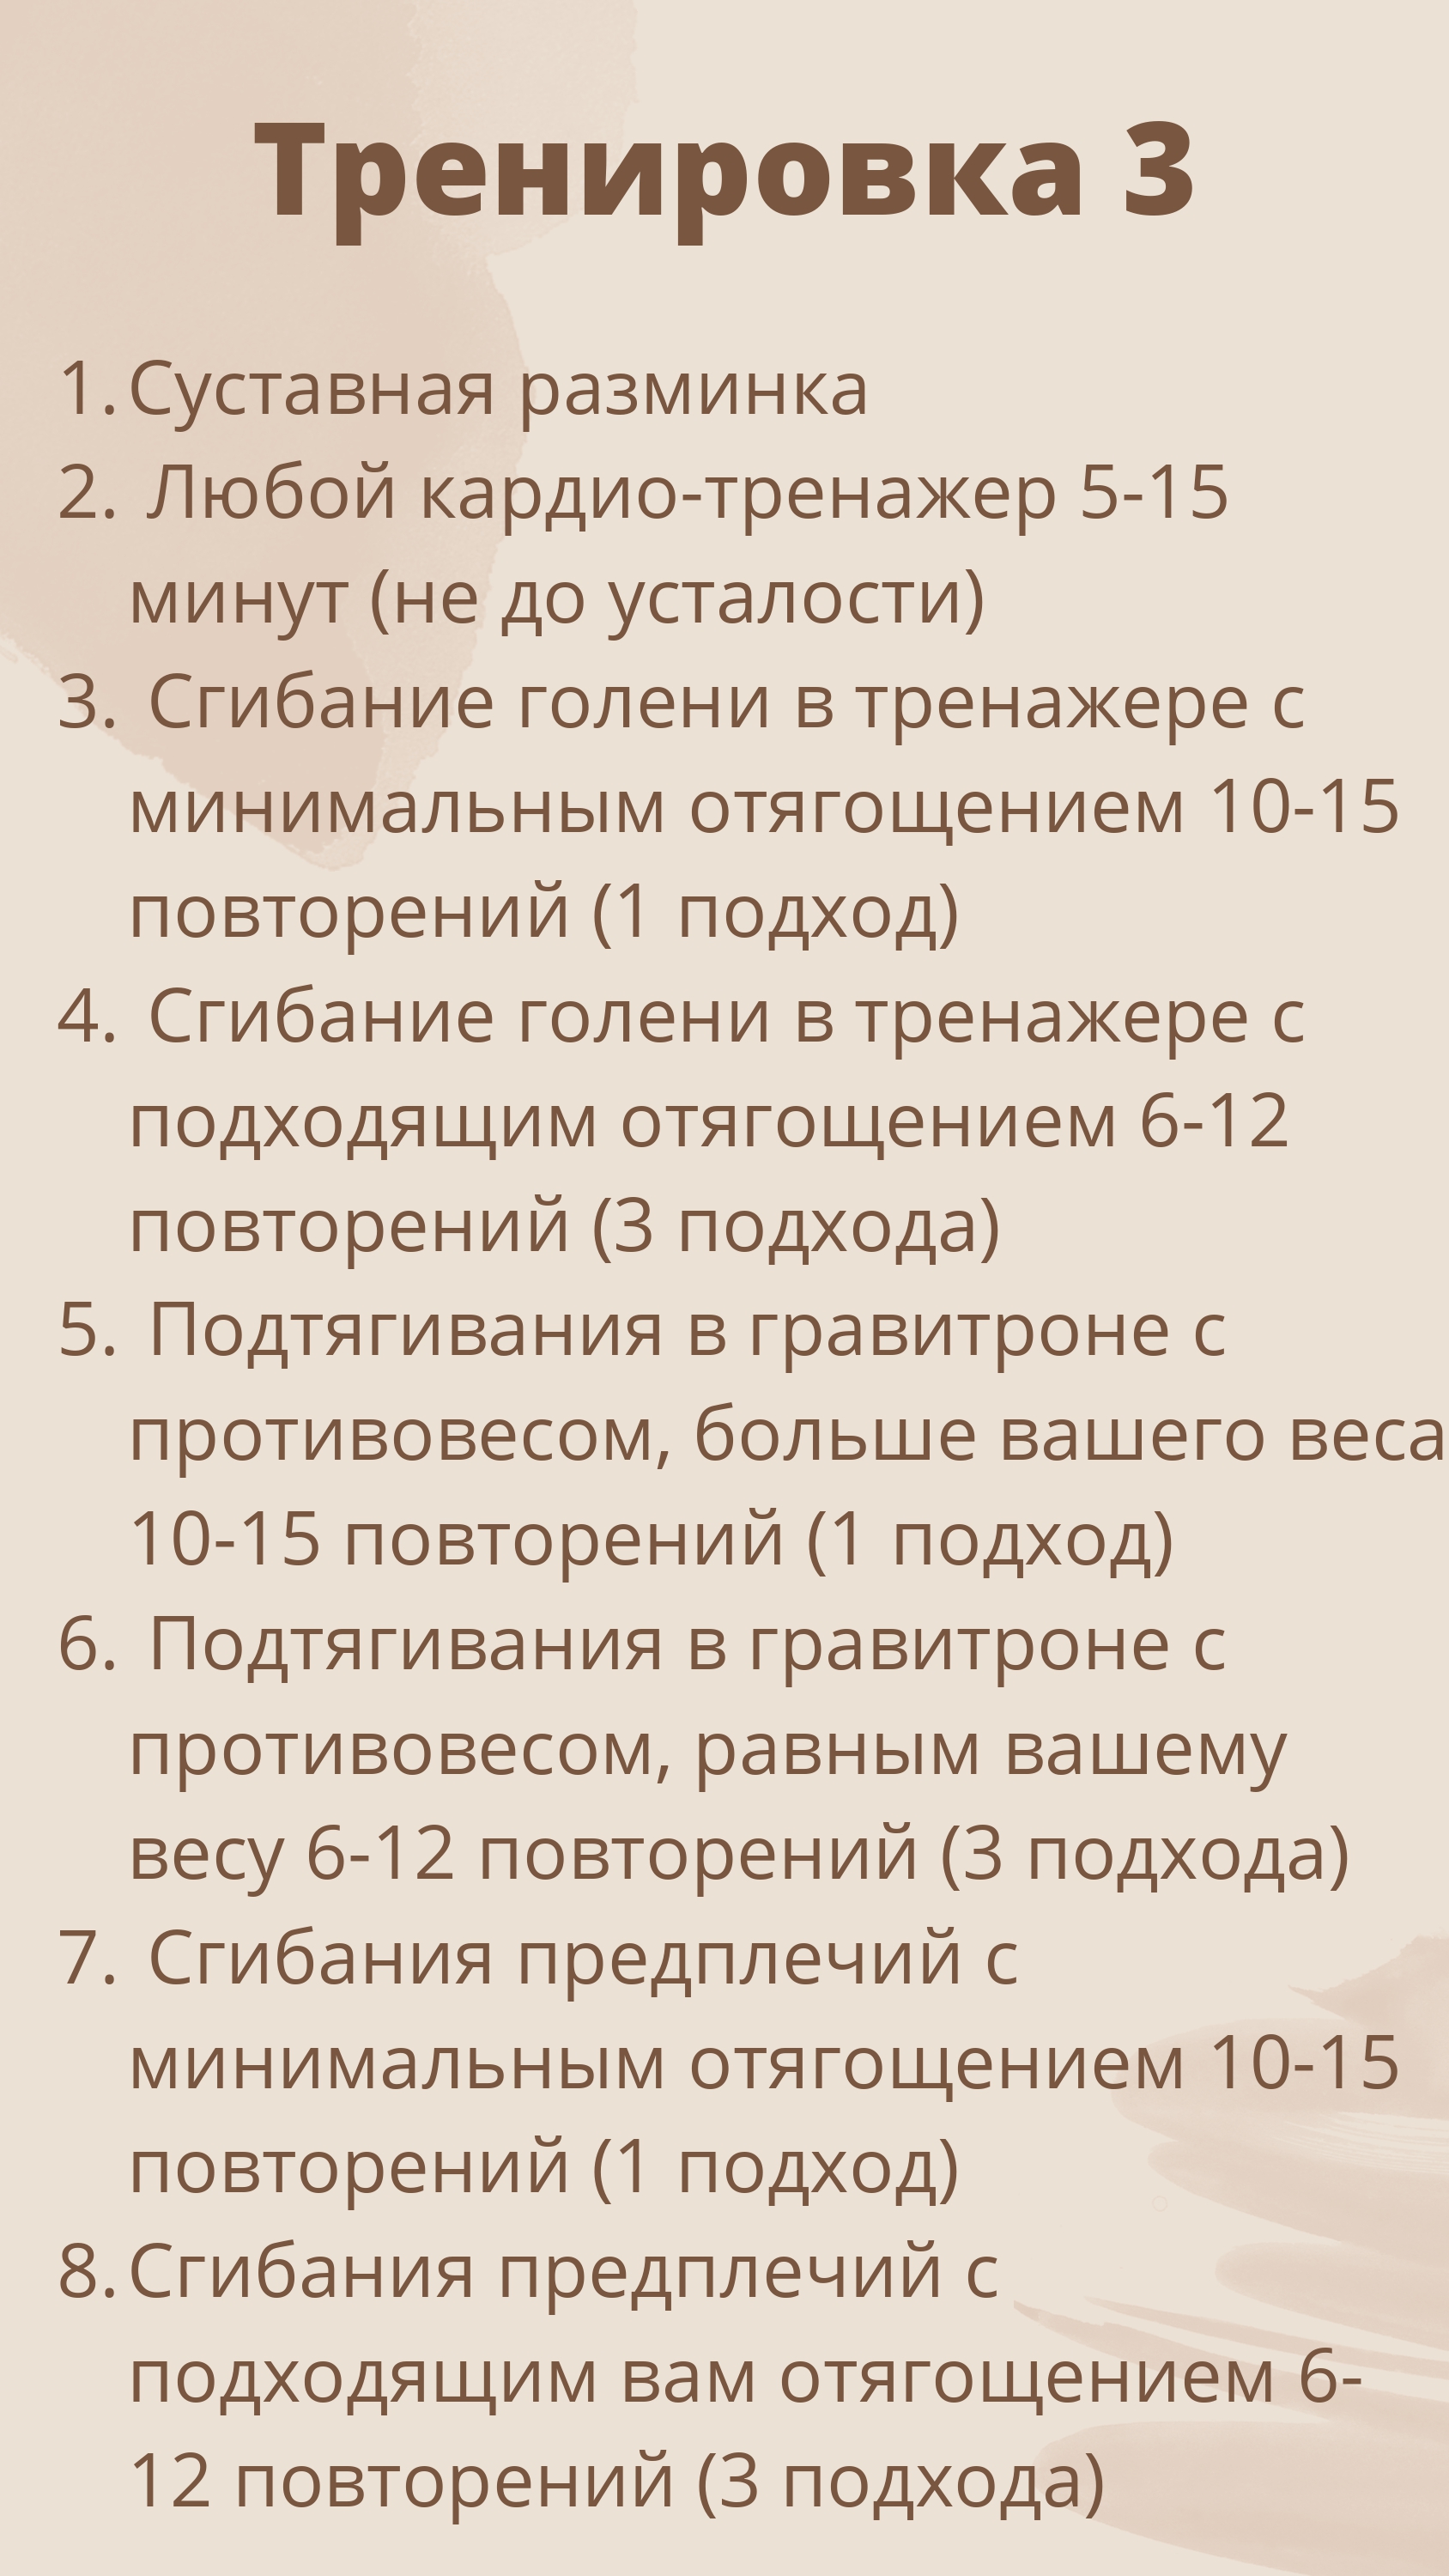 Тренировка 3
1. Суставная разминка
2. Любой кардио-тренажер 5-15
минут (не до усталости)
3. Сгибание голени в тренажере с
минимальным отягощением 10-15
повторений (1 подход)
4. Сгибание голени в тренажере с
подходящим отягощением 6-12
повторений (3 подхода)
5. Подтягивания в гравитроне с
противовесом, больше вашего веса
10-15 повторений (1 подход)
6. Подтягивания в гравитроне с
противовесом, равным вашему
весу 6-12 повторений (3 подхода)
7. Сгибания предплечий с
минимальным отягощением 10-15
повторений (1 подход)
8. Сгибания предплечий с
подходящим вам отягощением 6-
12 повторений (3 подхода)